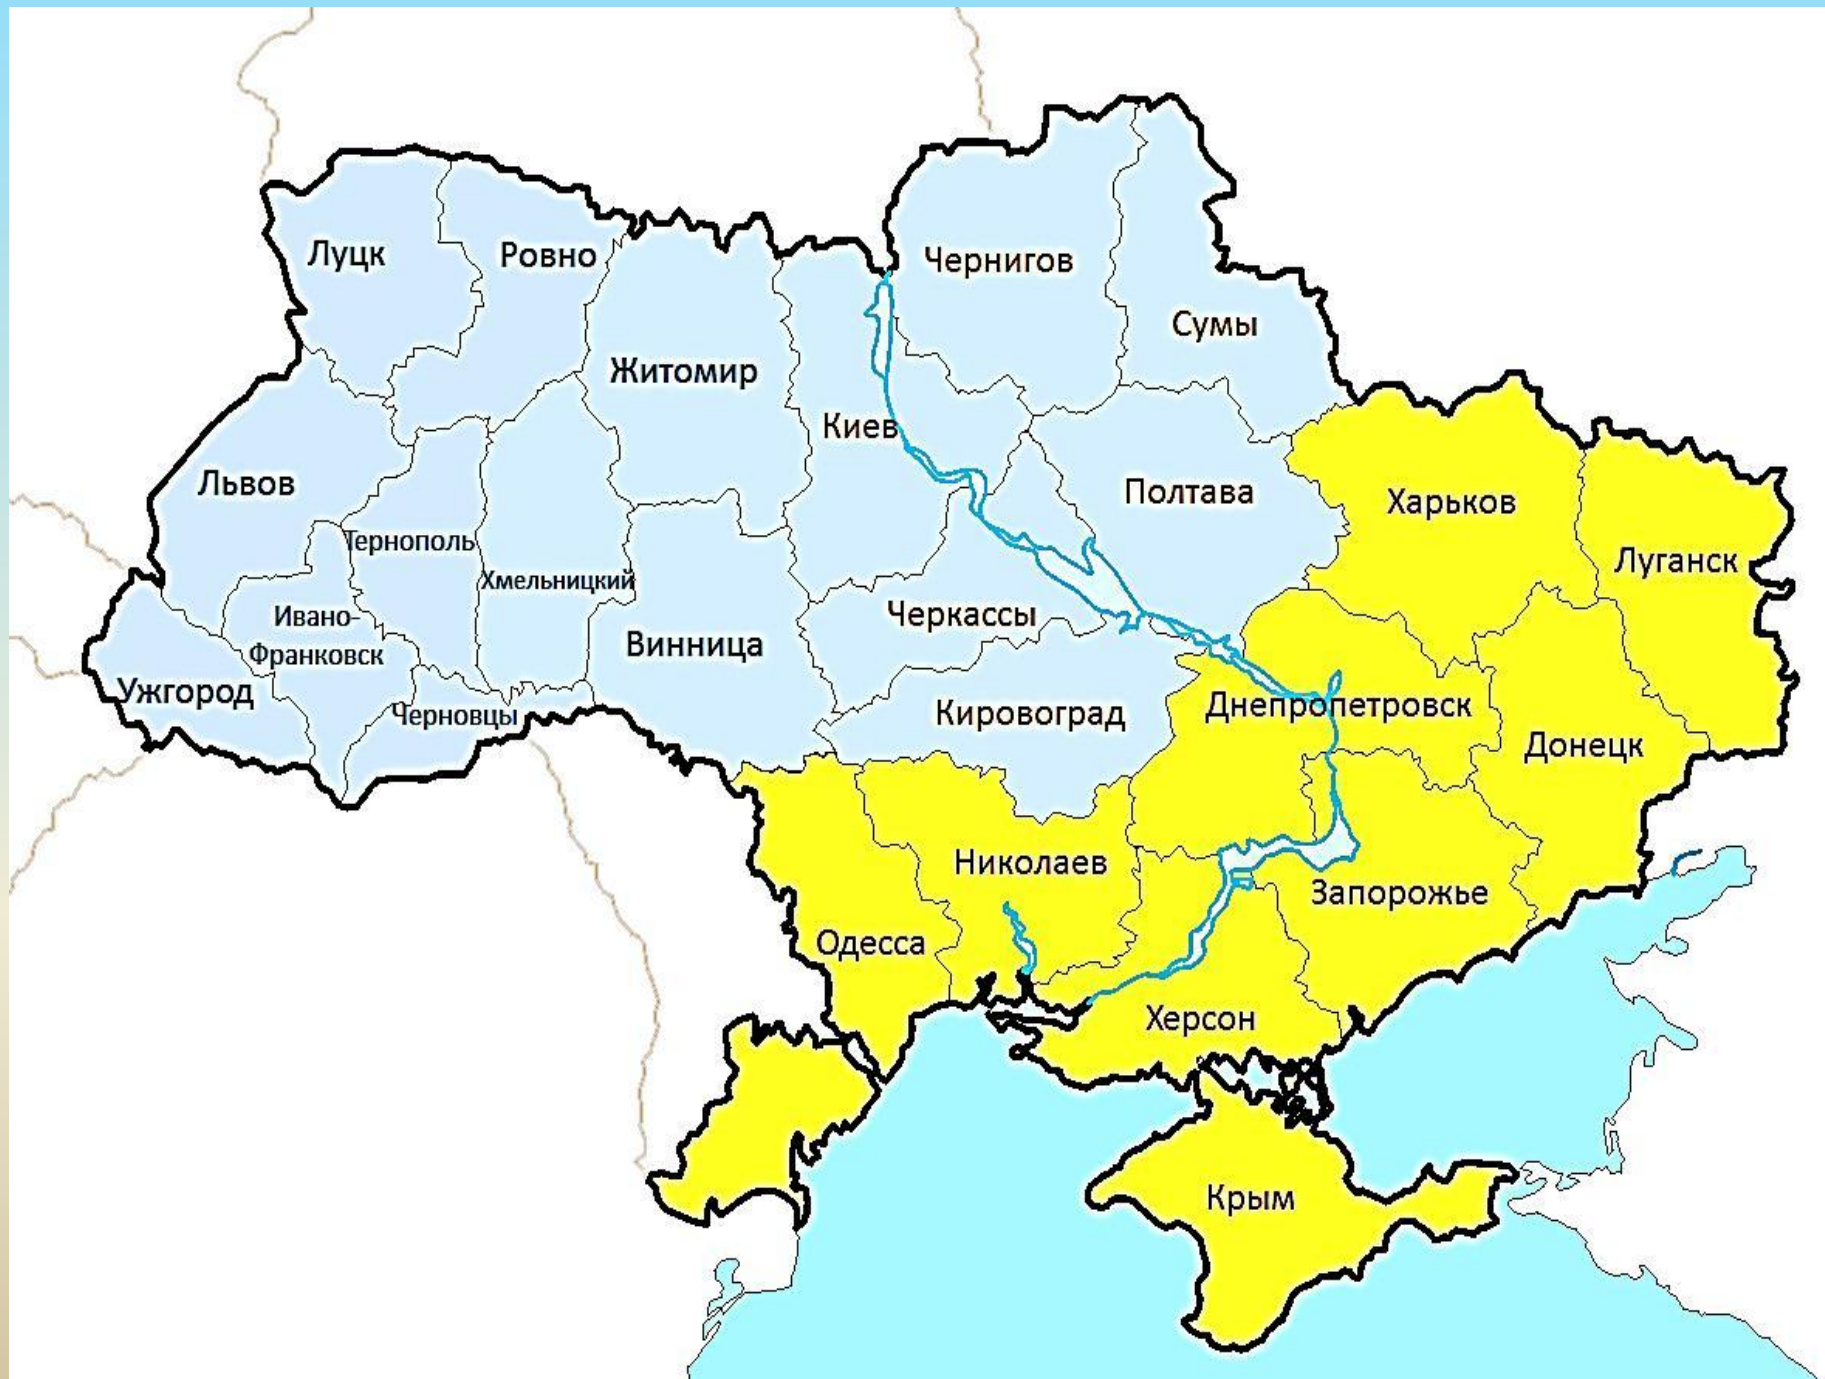 Луцк
Ровно
Чернигов
Сумы
Житомир
Киев
Львов
Полтава
Харьков
Тернополь
Луганск
Хмельницкий
Ивано-
Франковск
Черкассы
Винница
Ужгород
Черновцы
Кировоград
Днепропетровск
Донецк
Николаев
Запорожье
Одесса
Херсон
Крым